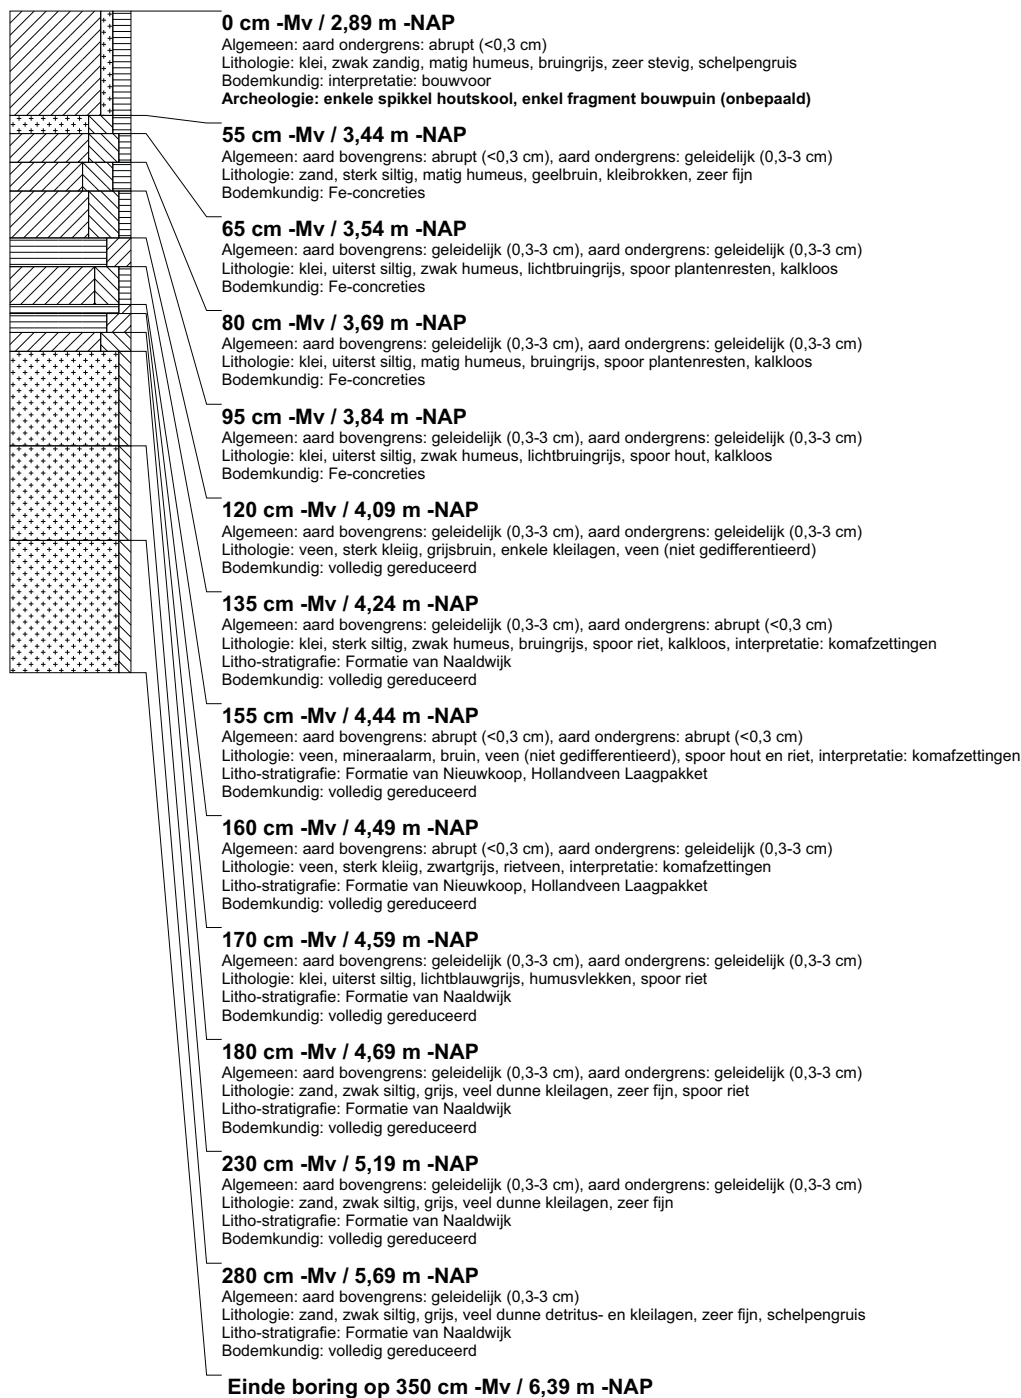 0 cm -Mv / 2,89 m -NAP
Algemeen: aard ondergrens: abrupt (<0,3 cm)
Lithologie: klei, zwak zandig, matig humeus, bruingrijs, zeer stevig, schelpengruis
Bodemkundig: interpretatie: bouwvoor
Archeologie: enkele spikkel houtskool, enkel fragment bouwpuin (onbepaald)
55 cm -Mv / 3,44 m -NAP
Algemeen: aard bovengrens: abrupt (<0,3 cm), aard ondergrens: geleidelijk (0,3-3 cm)
Lithologie: zand, sterk siltig, matig humeus, geelbruin, kleibrokken, zeer fijn
Bodemkundig: Fe-concreties
65 cm -Mv / 3,54 m -NAP
Algemeen: aard bovengrens: geleidelijk (0,3-3 cm), aard ondergrens: geleidelijk (0,3-3 cm)
Lithologie: klei, uiterst siltig, zwak humeus, lichtbruingrijs, spoor plantenresten, kalkloos
Bodemkundig: Fe-concreties
80 cm -Mv / 3,69 m -NAP
Algemeen: aard bovengrens: geleidelijk (0,3-3 cm), aard ondergrens: geleidelijk (0,3-3 cm)
Lithologie: klei, uiterst siltig, matig humeus, bruingrijs, spoor plantenresten, kalkloos
Bodemkundig: Fe-concreties
95 cm -Mv / 3,84 m -NAP
Algemeen: aard bovengrens: geleidelijk (0,3-3 cm), aard ondergrens: geleidelijk (0,3-3 cm)
Lithologie: klei, uiterst siltig, zwak humeus, lichtbruingrijs, spoor hout, kalkloos
Bodemkundig: Fe-concreties
120 cm -Mv / 4,09 m -NAP
Algemeen: aard bovengrens: geleidelijk (0,3-3 cm), aard ondergrens: geleidelijk (0,3-3 cm)
Lithologie: veen, sterk kleiig, grijsbruin, enkele kleilagen, veen (niet gedifferentieerd)
Bodemkundig: volledig gereduceerd
135 cm -Mv / 4,24 m -NAP
Algemeen: aard bovengrens: geleidelijk (0,3-3 cm), aard ondergrens: abrupt (<0,3 cm)
Lithologie: klei, sterk siltig, zwak humeus, bruingrijs, spoor riet, kalkloos, interpretatie: komafzettingen
Litho-stratigrafie: Formatie van Naaldwijk
Bodemkundig: volledig gereduceerd
155 cm -Mv / 4,44 m -NAP
Algemeen: aard bovengrens: abrupt (<0,3 cm), aard ondergrens: abrupt (<0,3 cm)
Lithologie: veen, mineraalarm, bruin, veen (niet gedifferentieerd), spoor hout en riet, interpretatie: komafzettingen
Litho-stratigrafie: Formatie van Nieuwkoop, Hollandveen Laagpakket
Bodemkundig: volledig gereduceerd
160 cm -Mv / 4,49 m -NAP
Algemeen: aard bovengrens: abrupt (<0,3 cm), aard ondergrens: geleidelijk (0,3-3 cm)
Lithologie: veen, sterk kleiig, zwartgrijs, rietveen, interpretatie: komafzettingen
Litho-stratigrafie: Formatie van Nieuwkoop, Hollandveen Laagpakket
Bodemkundig: volledig gereduceerd
170 cm -Mv / 4,59 m -NAP
Algemeen: aard bovengrens: geleidelijk (0,3-3 cm), aard ondergrens: geleidelijk (0,3-3 cm)
Lithologie: klei, uiterst siltig, lichtblauwgrijs, humusvlekken, spoor riet
Litho-stratigrafie: Formatie van Naaldwijk
Bodemkundig: volledig gereduceerd
180 cm -Mv / 4,69 m -NAP
Algemeen: aard bovengrens: geleidelijk (0,3-3 cm), aard ondergrens: geleidelijk (0,3-3 cm)
Lithologie: zand, zwak siltig, grijs, veel dunne kleilagen, zeer fijn, spoor riet
Litho-stratigrafie: Formatie van Naaldwijk
Bodemkundig: volledig gereduceerd
230 cm -Mv / 5,19 m -NAP
Algemeen: aard bovengrens: geleidelijk (0,3-3 cm), aard ondergrens: geleidelijk (0,3-3 cm)
Lithologie: zand, zwak siltig, grijs, veel dunne kleilagen, zeer fijn
Litho-stratigrafie: Formatie van Naaldwijk
Bodemkundig: volledig gereduceerd
280 cm -Mv / 5,69 m -NAP
Algemeen: aard bovengrens: geleidelijk (0,3-3 cm)
Lithologie: zand, zwak siltig, grijs, veel dunne detritus- en kleilagen, zeer fijn, schelpengruis
Litho-stratigrafie: Formatie van Naaldwijk
Bodemkundig: volledig gereduceerd
Einde boring op 350 cm -Mv / 6,39 m -NAP